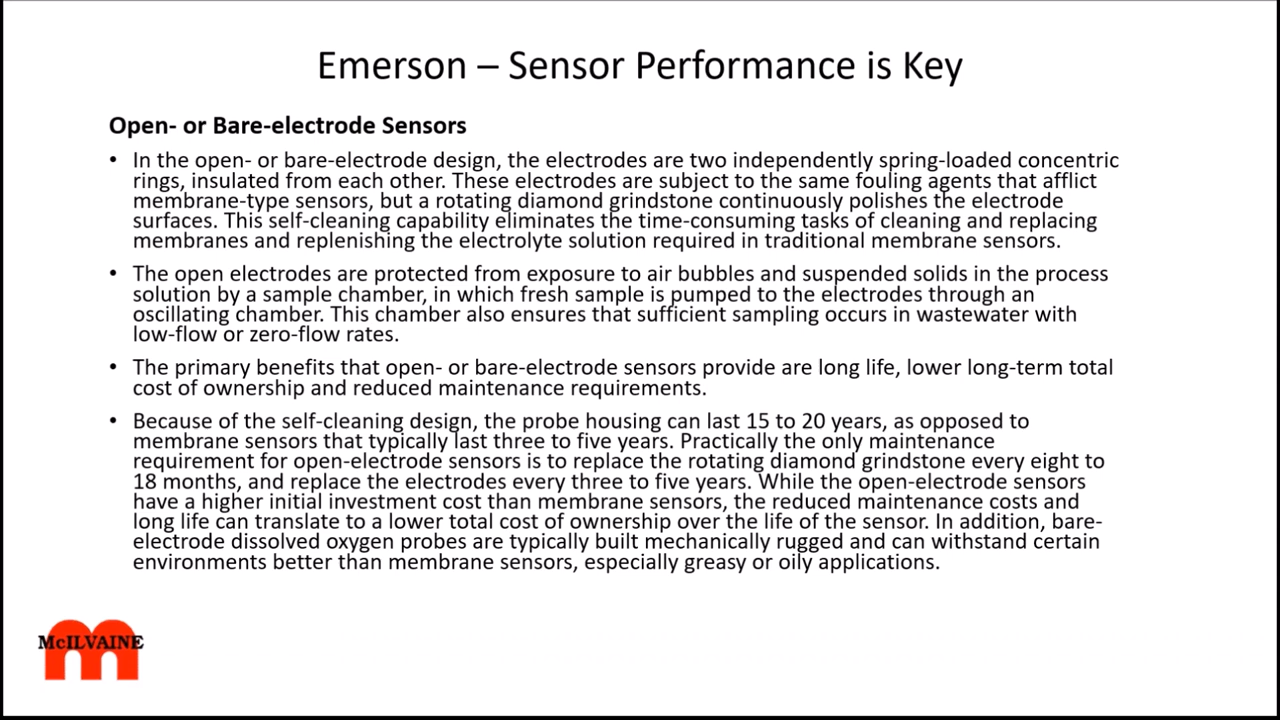 Emerson – Sensor Performance is Key
Open- or Bare-electrode Sensors
• In the open- or bare-electrode design, the electrodes are two independently spring-loaded concentric
rings, insulated from each other. These electrodes are subject to the same fouling agents that afflict
membrane-type sensors, but a rotating diamond grindstone continuously polishes the electrode
surfaces. This self-cleaning capability eliminates the time-consuming tasks of cleaning and replacing
membranes and replenishing the electrolyte solution required in traditional membrane sensors.
• The open electrodes are protected from exposure to air bubbles and suspended solids in the process
solution by a sample chamber, in which fresh sample is pumped to the electrodes through an
oscillating chamber. This chamber also ensures that sufficient sampling occurs in wastewater with
low-flow or zero-flow rates.
• The primary benefits that open- or bare-electrode sensors provide are long life, lower long-term total
cost of ownership and reduced maintenance requirements.
• Because of the self-cleaning design, the probe housing can last 15 to 20 years, as opposed to
membrane sensors that typically last three to five years. Practically the only maintenance
requirement for open-electrode sensors is to replace the rotating diamond grindstone every eight to
18 months, and replace the electrodes every three to five years. While the open-electrode sensors
have a higher initial investment cost than membrane sensors, the reduced maintenance costs and
long life can translate to a lower total cost of ownership over the life of the sensor. In addition, bare-
electrode dissolved oxygen probes are typically built mechanically rugged and can withstand certain
environments better than membrane sensors, especially greasy or oily applications.
McILVAINE